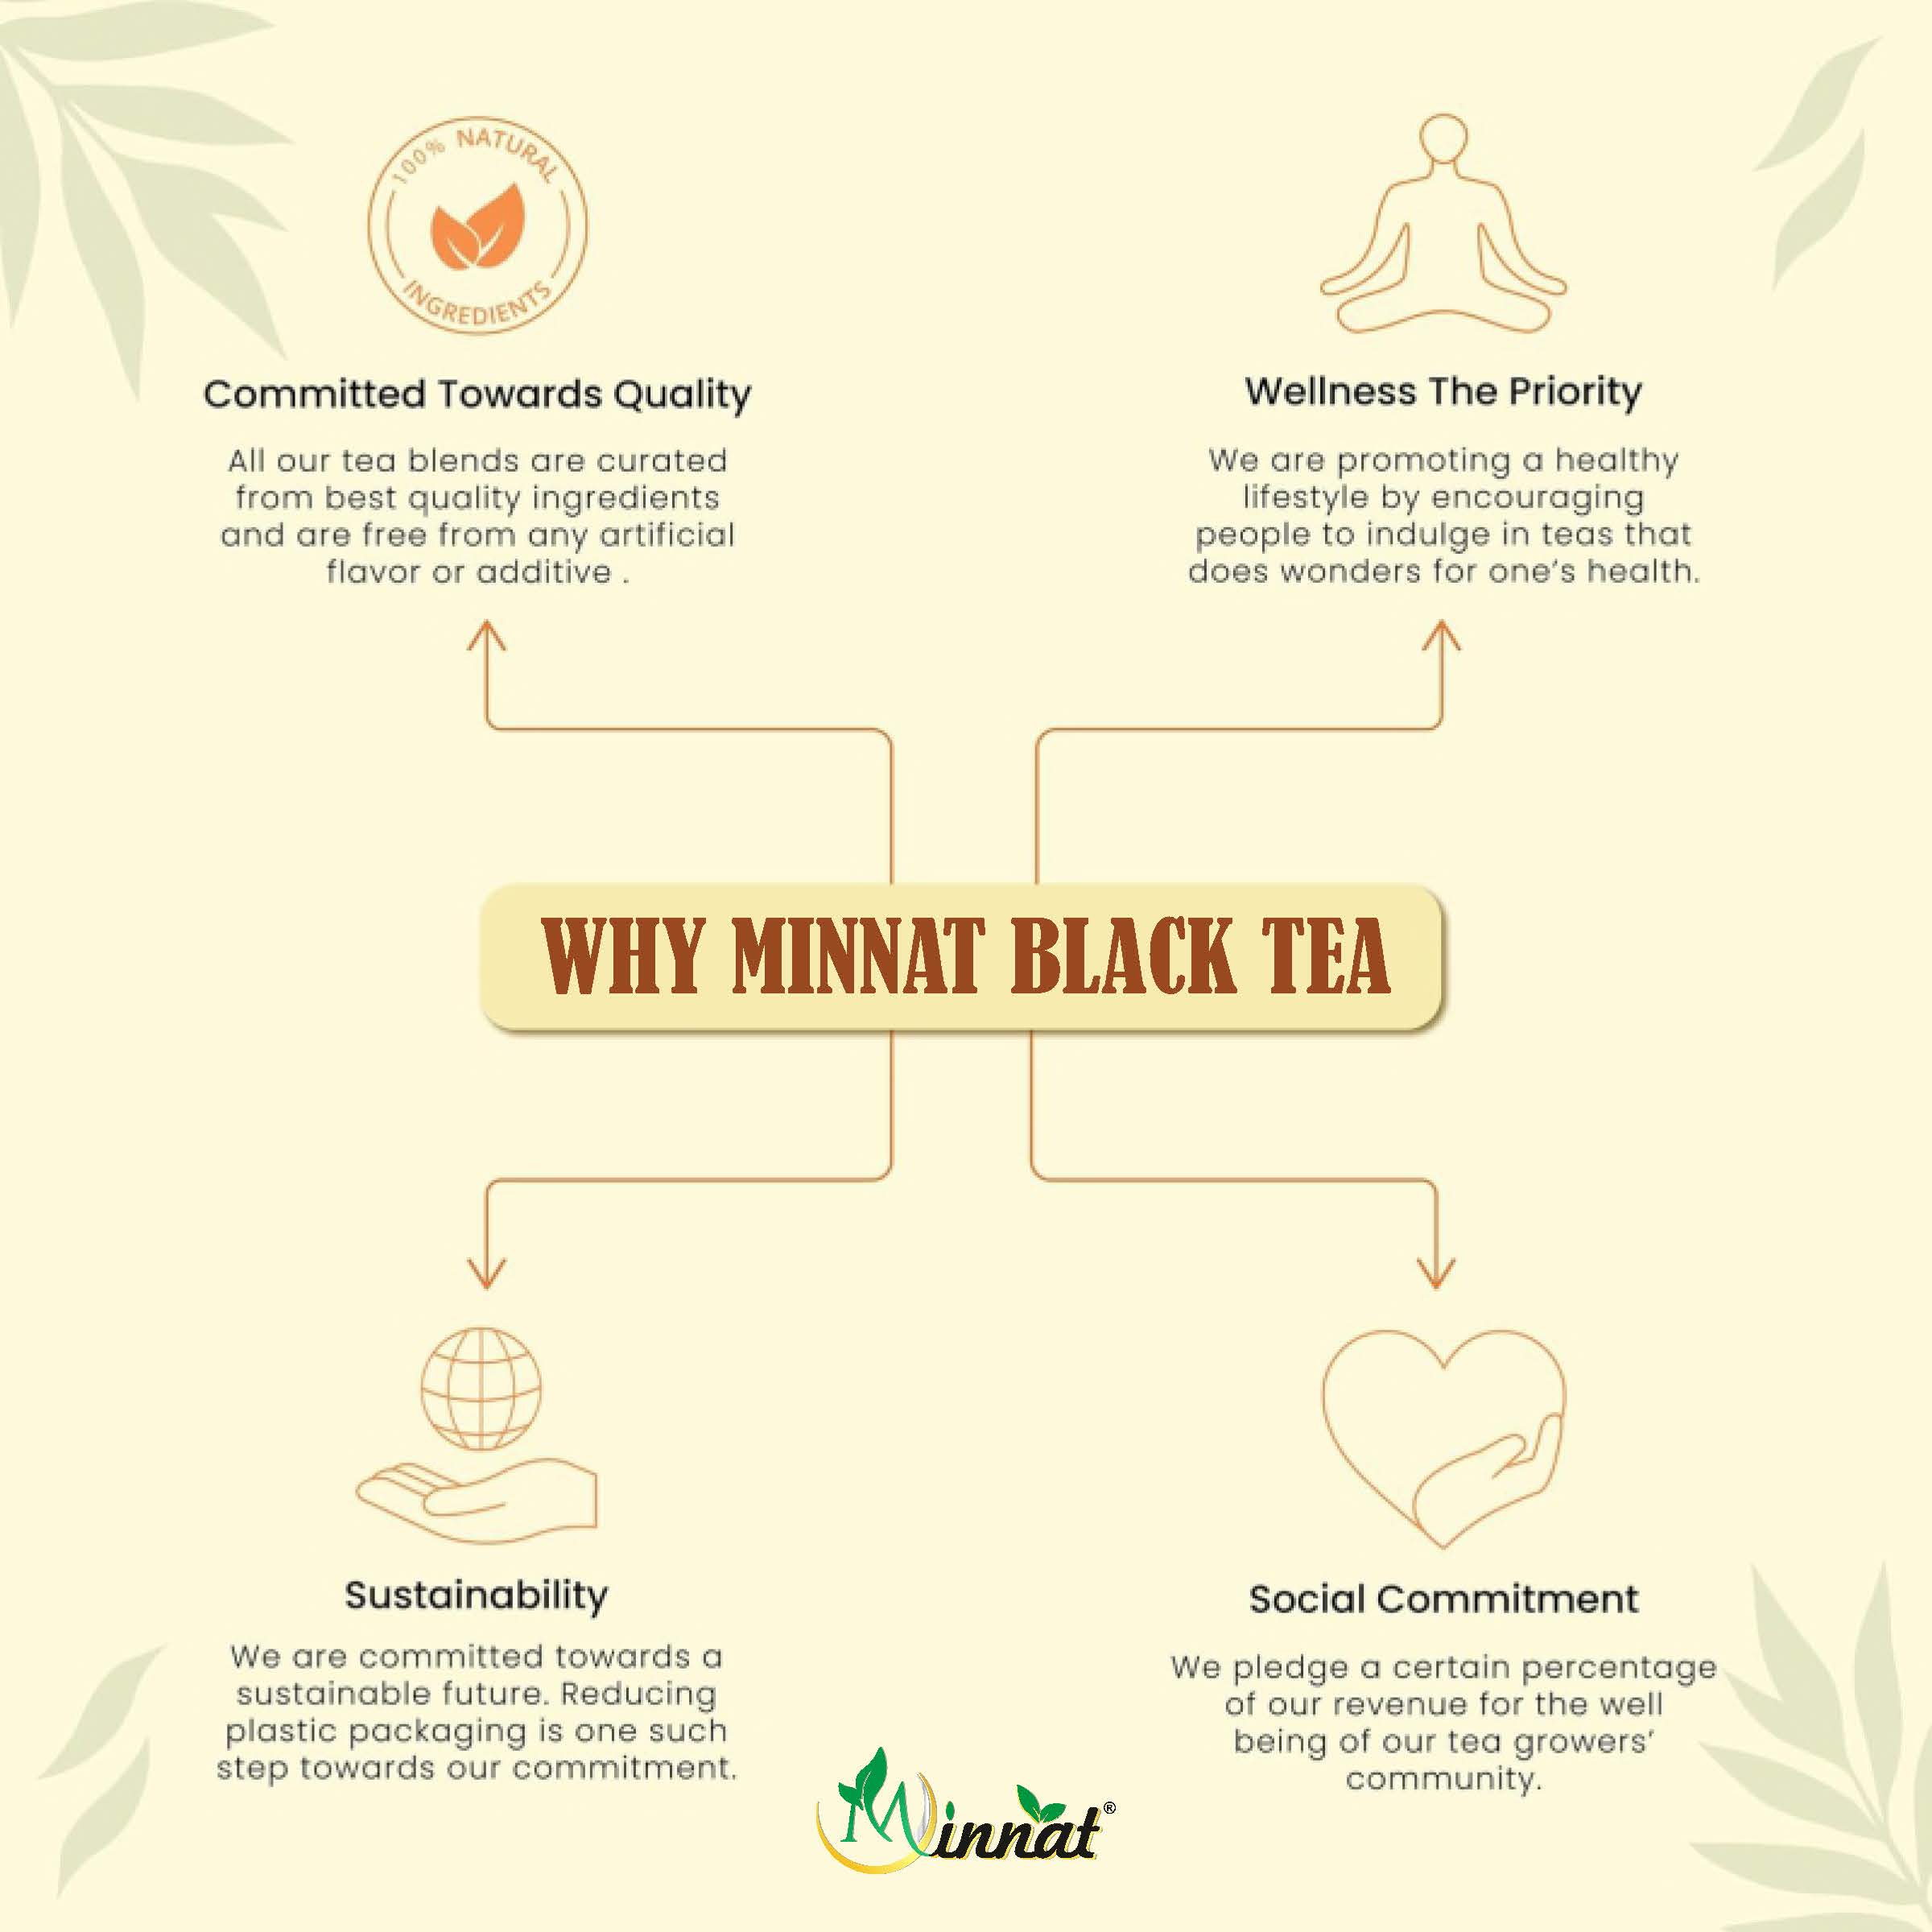 100% NATURAL
INGREDIENTS
Committed Towards Quality
All our tea blends are curated
from best quality ingredients
and are free from any artificial
flavor or additive .
Wellness The Priority
We are promoting a healthy
lifestyle by encouraging
people to indulge in teas that
does wonders for one's health.
WHY MINNAT BLACK TEA
Sustainability
We are committed towards a
sustainable future. Reducing
plastic packaging is one such
step towards our commitment.
Social Commitment
We pledge a certain percentage
of our revenue for the well
being of our tea growers'
community.
Minnat®